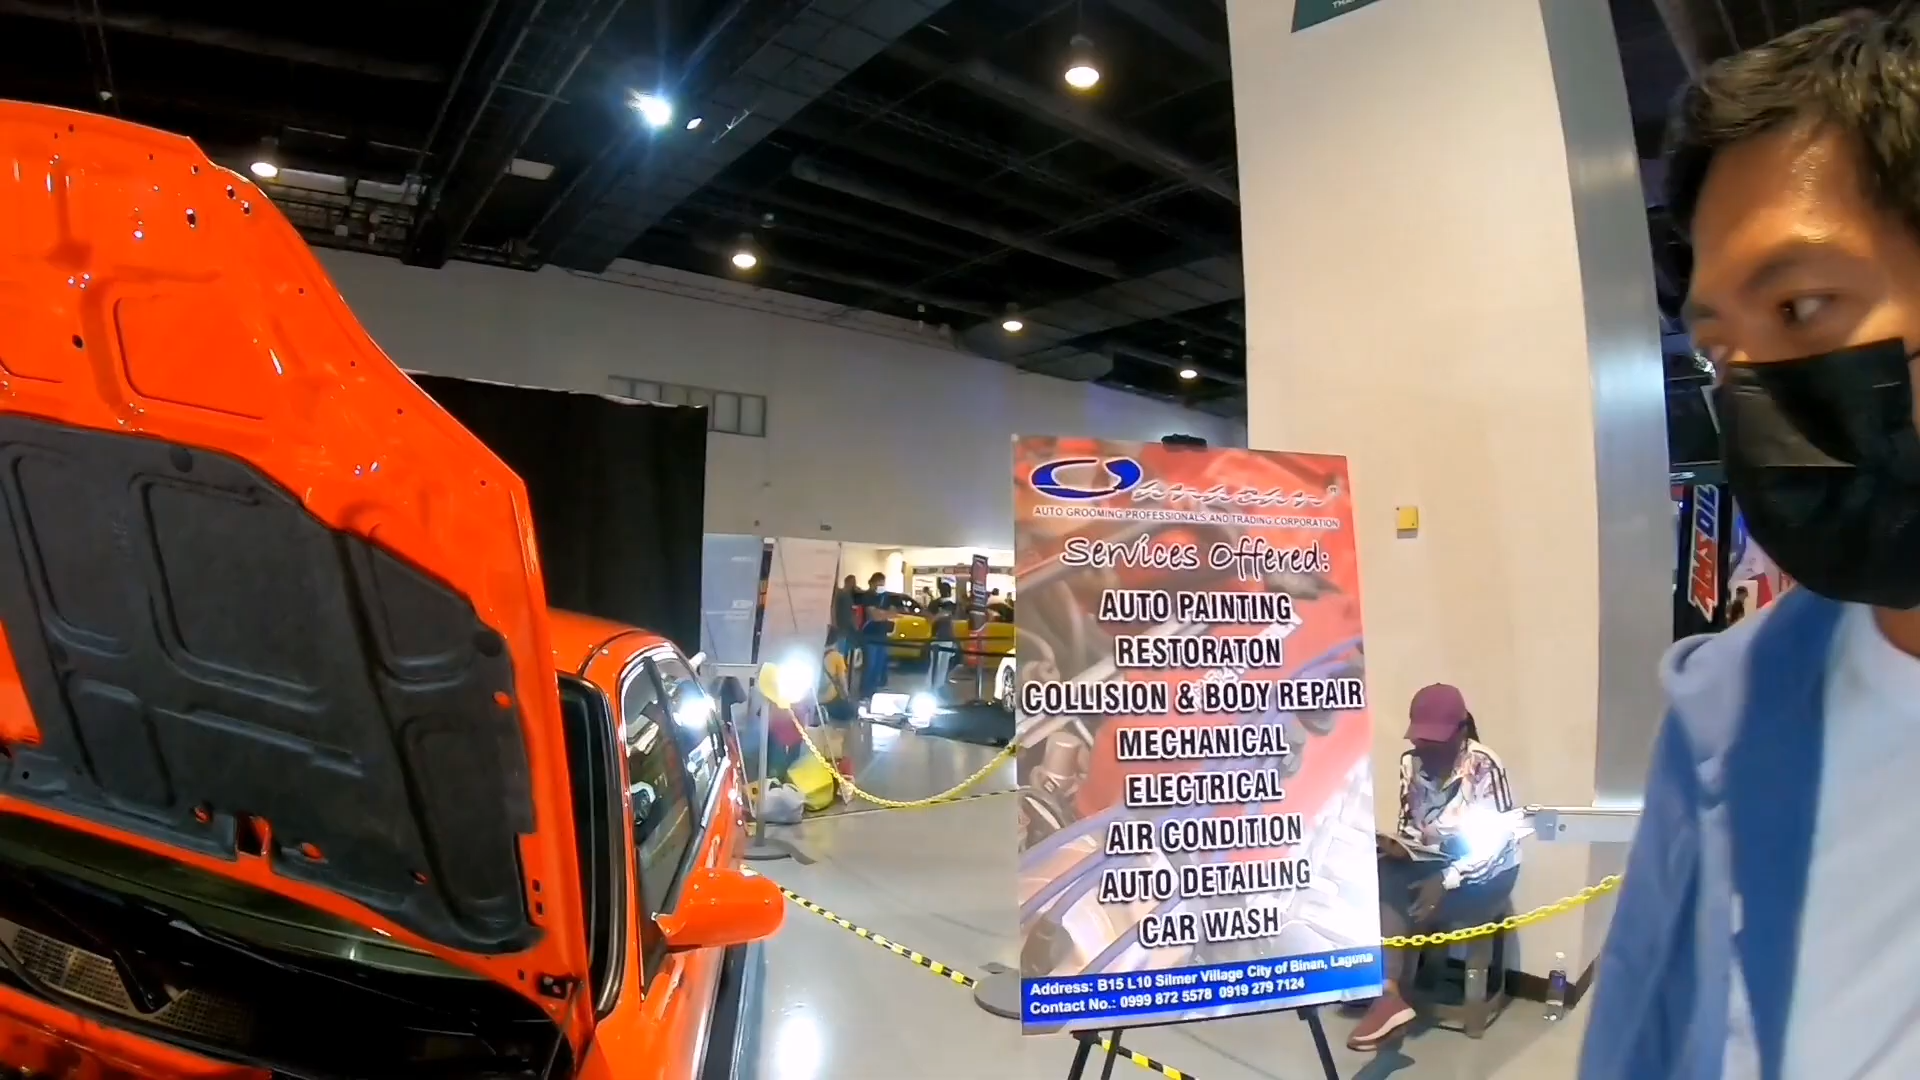 AUTO GROOMING PROFESSIONALS AND TRADING CORPORATION
Services Offered:
AUTO PAINTING
RESTORATON
COLLISION & BODY REPAIR
MECHANICAL
ELECTRICAL
AIR CONDITION
AUTO DETAILING
CAR WASH
Address: B15 L10 Silmer Village City of Binan, Laguna
Contact No.: 0999 872 5578 0919 279 7124
AMSOIL